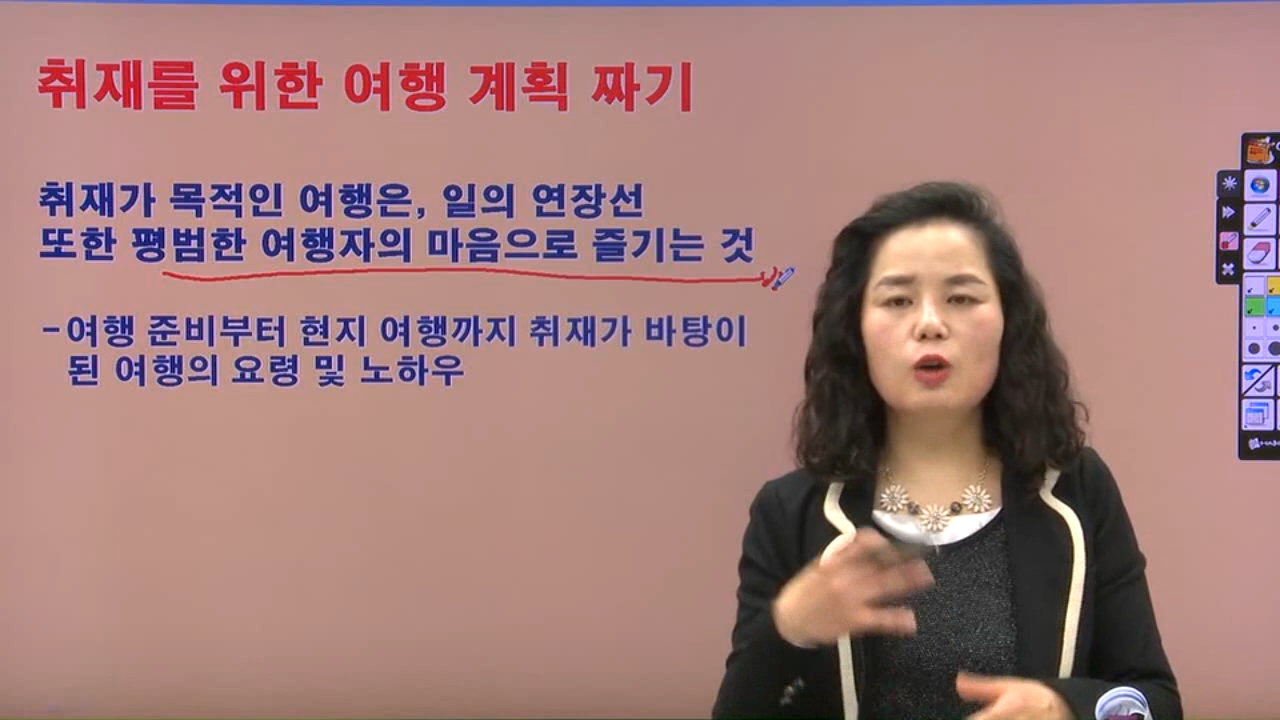 취재를 위한 여행 계획 짜기
취재가 목적인 여행은, 일의 연장선
또한 평범한 여행자의 마음으로 즐기는 것
-여행 준비부터 현지 여행까지 취재가 바탕이
된 여행의 요령 및 노하우